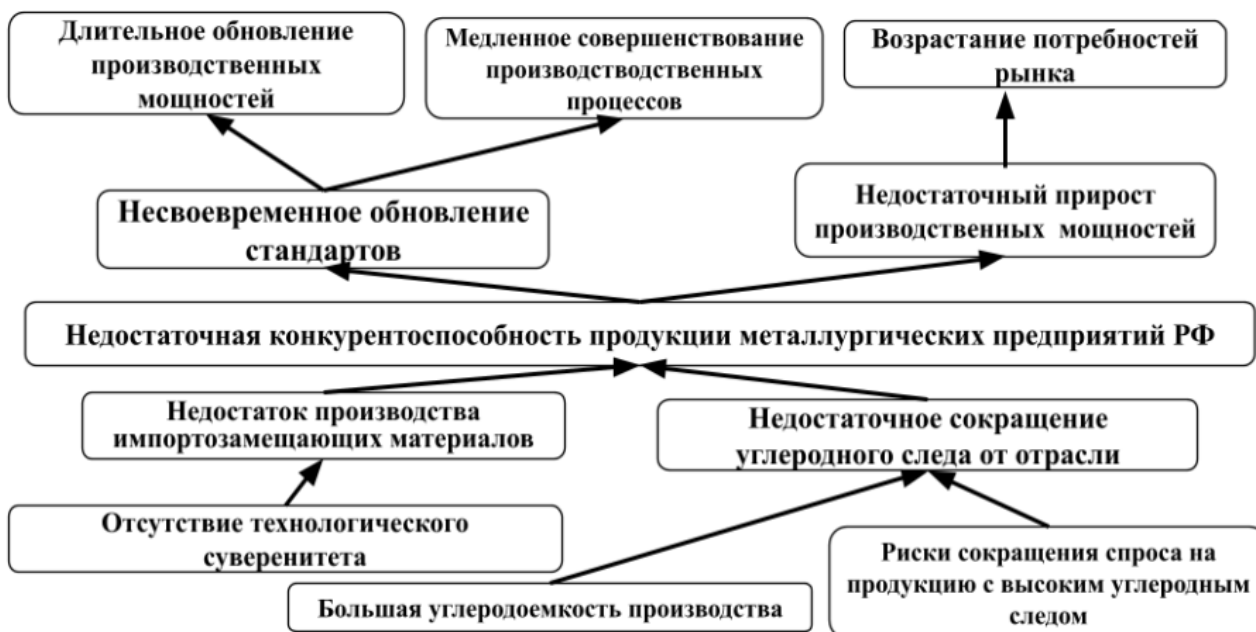 Длительное обновление
производственных
мощностей
Медленное совершенствование
производстводственных
процессов
Возрастание потребностей
рынка
Несвоевременное обновление
стандартов
Недостаточный прирост
производственных мощностей
Недостаточная конкурентоспособность продукции металлургических предприятий РФ
Недостаток производства
импортозамещающих материалов
Недостаточное сокращение
углеродного следа от отрасли
Отсутствие технологического
суверенитета
Большая углеродоемкость производства
Риски сокращения спроса на
продукцию с высоким углеродным
следом